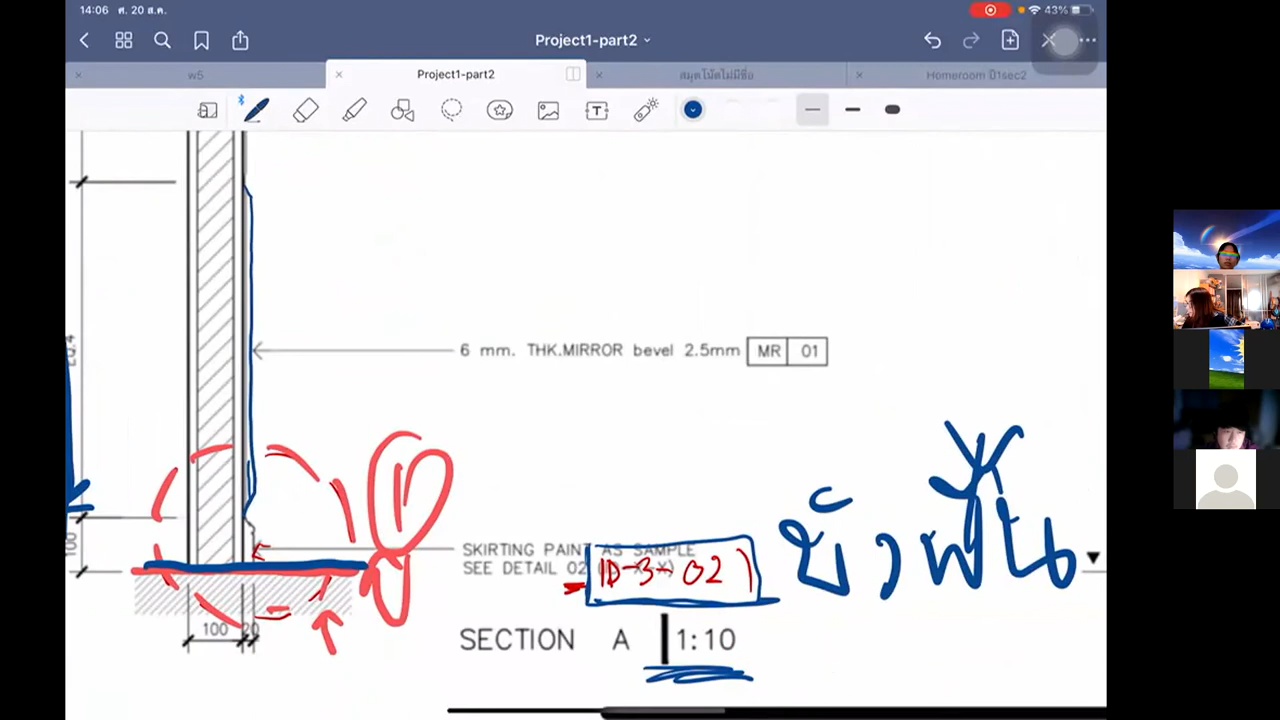 14:06 ศ. 20 ส.ค.
43%
Project1-part2
w5
Project1-part2
สมุดโน้ตไม่มีชื่อ
Homeroom ปี1sec2
EQ.4
6 mm. THK.MIRROR bevel 2.5mm MR 01
100
SKIRTING PAINT AS SAMPLE
SEE DETAIL 02
ID-3-02
บัวพื้น
100 20
SECTION A 1:10